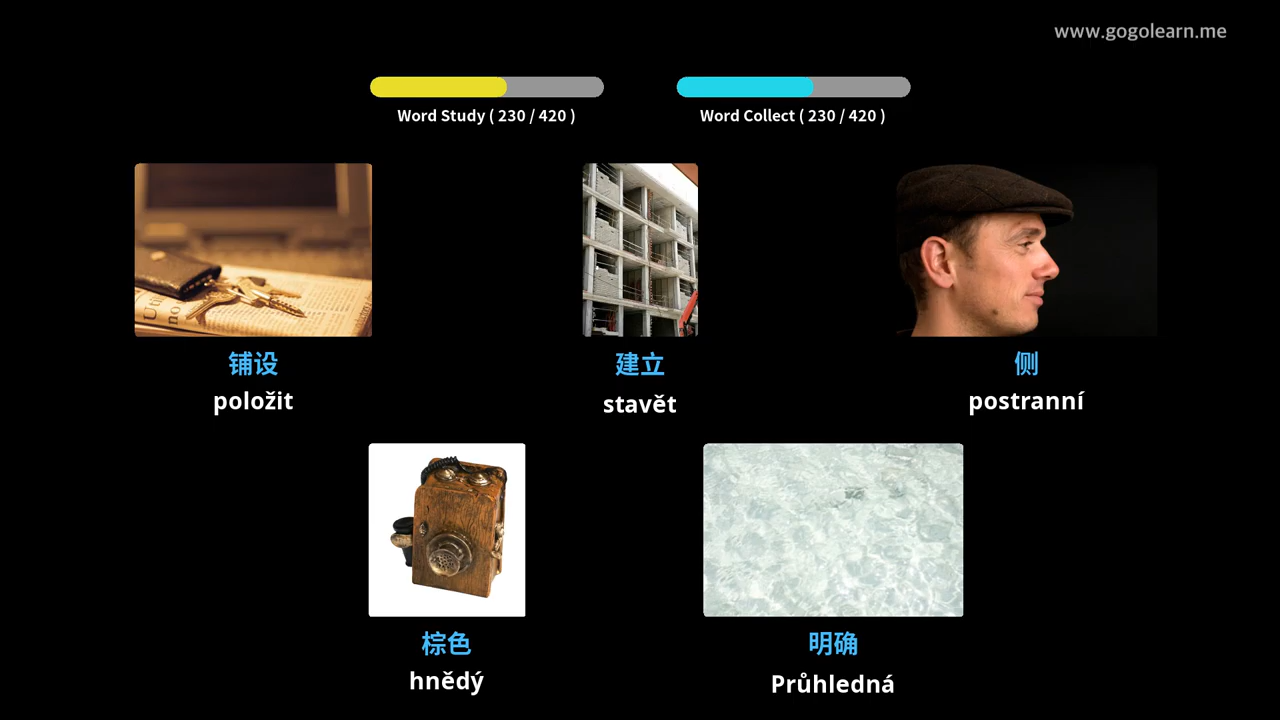 www.gogolearn.me
Word Study ( 230 / 420 )
Word Collect ( 230 / 420 )
铺设
položit
建立
stavět
侧
postranní
棕色
hnědý
明确
Průhledná